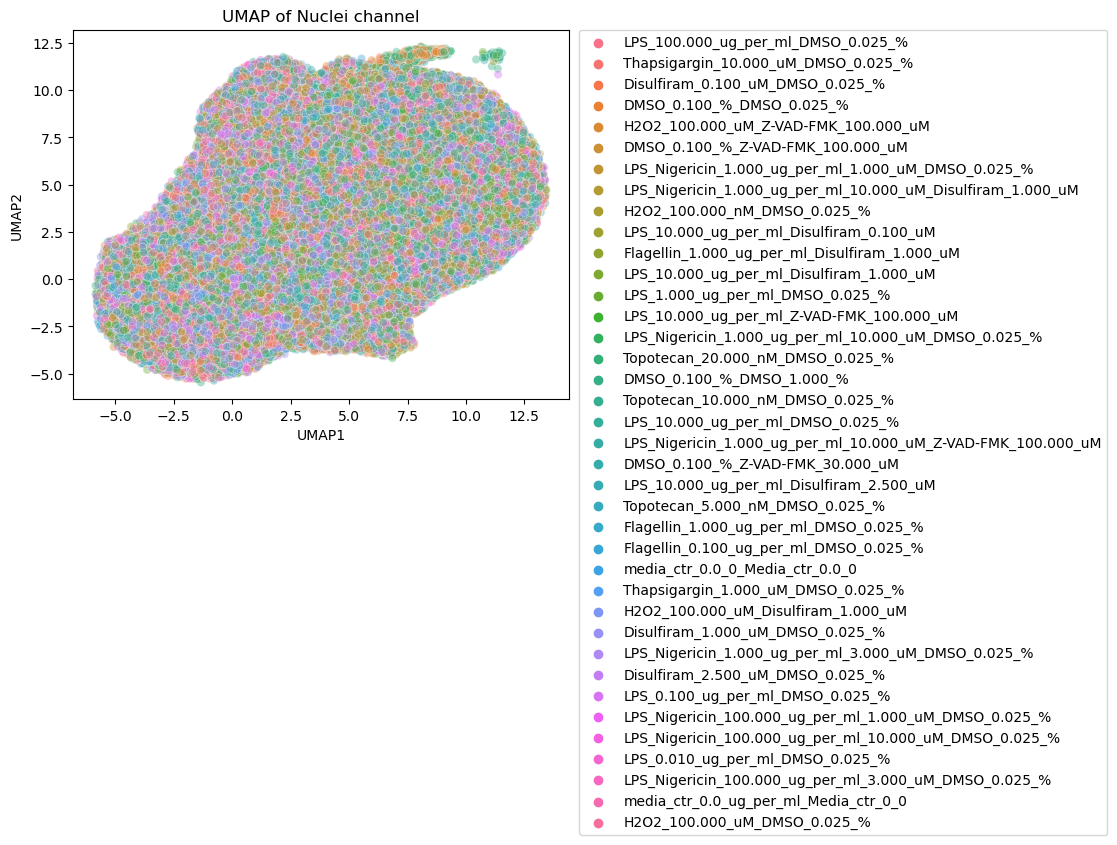 UMAP of Nuclei channel
12.5
10.0
7.5
5.0
2.5
0.0
−2.5
−5.0
UMAP2
−5.0 −2.5 0.0 2.5 5.0 7.5 10.0 12.5
UMAP1
LPS_100.000_ug_per_ml_DMSO_0.025_%
Thapsigargin_10.000_uM_DMSO_0.025_%
Disulfiram_0.100_uM_DMSO_0.025_%
DMSO_0.100_%_DMSO_0.025_%
H2O2_100.000_uM_Z-VAD-FMK_100.000_uM
DMSO_0.100_%_Z-VAD-FMK_100.000_uM
LPS_Nigericin_1.000_ug_per_ml_1.000_uM_DMSO_0.025_%
LPS_Nigericin_1.000_ug_per_ml_10.000_uM_Disulfiram_1.000_uM
H2O2_100.000_nM_DMSO_0.025_%
LPS_10.000_ug_per_ml_Disulfiram_0.100_uM
Flagellin_1.000_ug_per_ml_Disulfiram_1.000_uM
LPS_10.000_ug_per_ml_Disulfiram_1.000_uM
LPS_1.000_ug_per_ml_DMSO_0.025_%
LPS_10.000_ug_per_ml_Z-VAD-FMK_100.000_uM
LPS_Nigericin_1.000_ug_per_ml_10.000_uM_DMSO_0.025_%
Topotecan_20.000_nM_DMSO_0.025_%
DMSO_0.100_%_DMSO_1.000_%
Topotecan_10.000_nM_DMSO_0.025_%
LPS_10.000_ug_per_ml_DMSO_0.025_%
LPS_Nigericin_1.000_ug_per_ml_10.000_uM_Z-VAD-FMK_100.000_uM
DMSO_0.100_%_Z-VAD-FMK_30.000_uM
LPS_10.000_ug_per_ml_Disulfiram_2.500_uM
Topotecan_5.000_nM_DMSO_0.025_%
Flagellin_1.000_ug_per_ml_DMSO_0.025_%
Flagellin_0.100_ug_per_ml_DMSO_0.025_%
media_ctr_0.0_0_Media_ctr_0.0_0
Thapsigargin_1.000_uM_DMSO_0.025_%
H2O2_100.000_uM_Disulfiram_1.000_uM
Disulfiram_1.000_uM_DMSO_0.025_%
LPS_Nigericin_1.000_ug_per_ml_3.000_uM_DMSO_0.025_%
Disulfiram_2.500_uM_DMSO_0.025_%
LPS_0.100_ug_per_ml_DMSO_0.025_%
LPS_Nigericin_100.000_ug_per_ml_1.000_uM_DMSO_0.025_%
LPS_Nigericin_100.000_ug_per_ml_10.000_uM_DMSO_0.025_%
LPS_0.010_ug_per_ml_DMSO_0.025_%
LPS_Nigericin_100.000_ug_per_ml_3.000_uM_DMSO_0.025_%
media_ctr_0.0_ug_per_ml_Media_ctr_0_0
H2O2_100.000_uM_DMSO_0.025_%